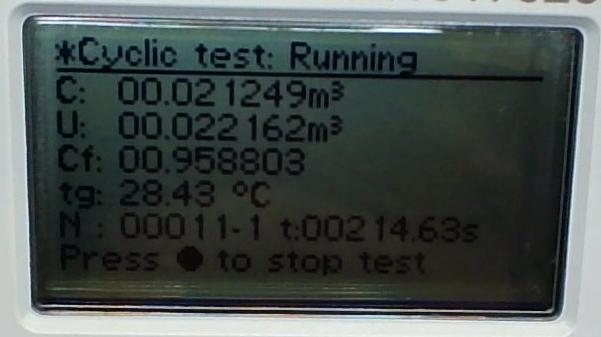 *Cyclic test: Running
C: 00.021249m³
U: 00.022162m³
Cf: 00.958803
tg: 28.43 °C
N : 00011-1 t:00214.63s
Press ● to stop test